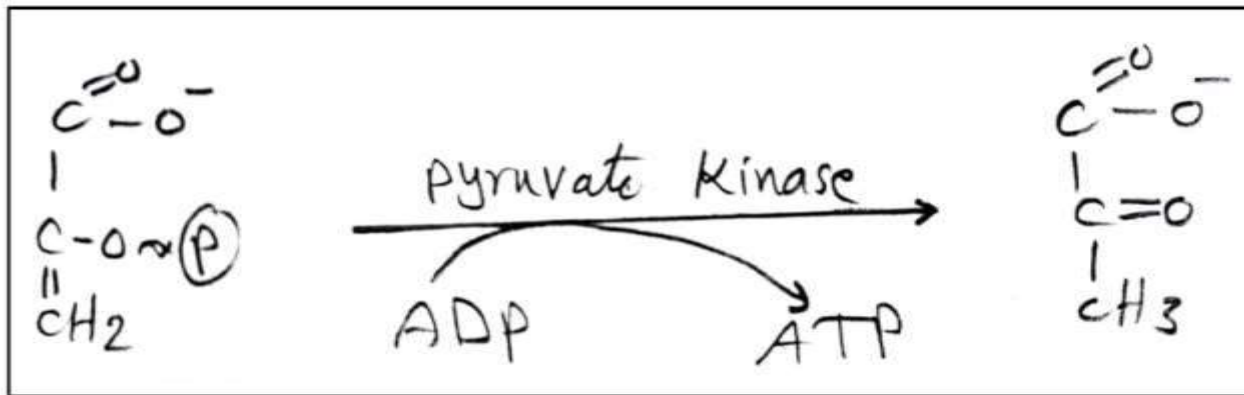 C=O
C-O⁻
C-O~P
CH2
pyruvate Kinase
ADP
ATP
C=O
C-O⁻
C=O
CH3